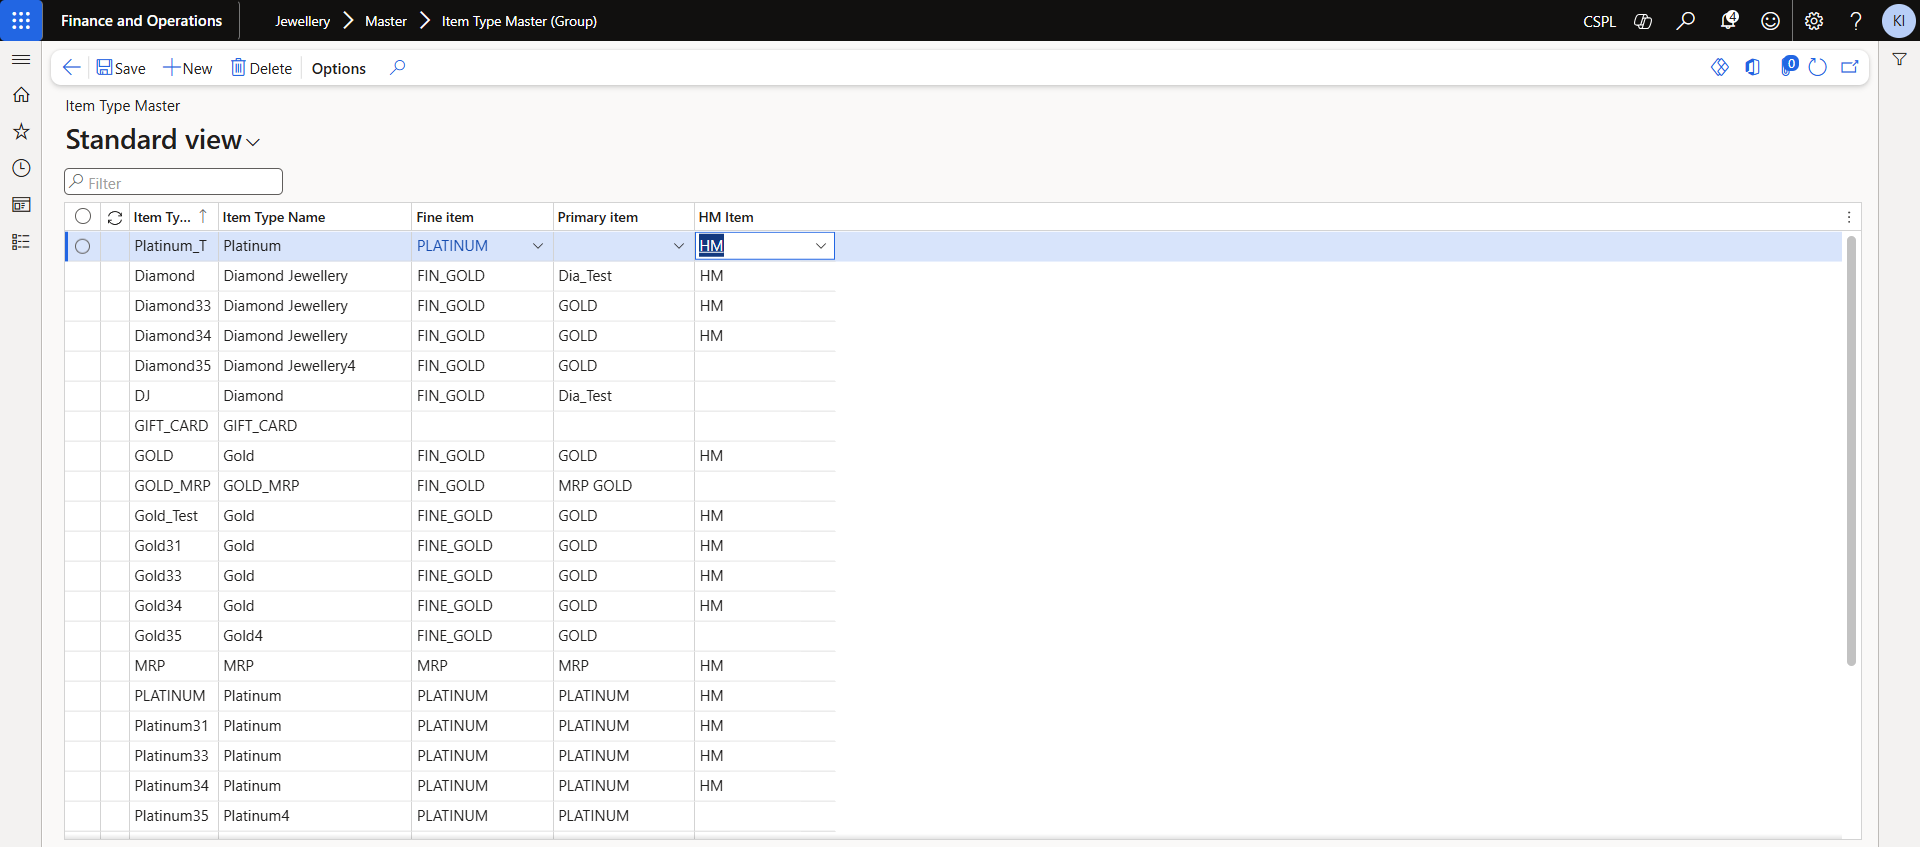 Finance and Operations Jewellery Master Item Type Master (Group) CSPL 4 ? KI
Save New Delete Options 0
Item Type Master
Standard view
Filter
Item Ty... Item Type Name Fine item Primary item HM Item
Platinum_T Platinum PLATINUM HM
Diamond Diamond Jewellery FIN_GOLD Dia_Test HM
Diamond33 Diamond Jewellery FIN_GOLD GOLD HM
Diamond34 Diamond Jewellery FIN_GOLD GOLD HM
Diamond35 Diamond Jewellery4 FIN_GOLD GOLD
DJ Diamond FIN_GOLD Dia_Test
GIFT_CARD GIFT_CARD
GOLD Gold FIN_GOLD GOLD HM
GOLD_MRP GOLD_MRP FIN_GOLD MRP GOLD
Gold_Test Gold FINE_GOLD GOLD HM
Gold31 Gold FINE_GOLD GOLD HM
Gold33 Gold FINE_GOLD GOLD HM
Gold34 Gold FINE_GOLD GOLD HM
Gold35 Gold4 FINE_GOLD GOLD
MRP MRP MRP MRP HM
PLATINUM Platinum PLATINUM PLATINUM HM
Platinum31 Platinum PLATINUM PLATINUM HM
Platinum33 Platinum PLATINUM PLATINUM HM
Platinum34 Platinum PLATINUM PLATINUM HM
Platinum35 Platinum4 PLATINUM PLATINUM